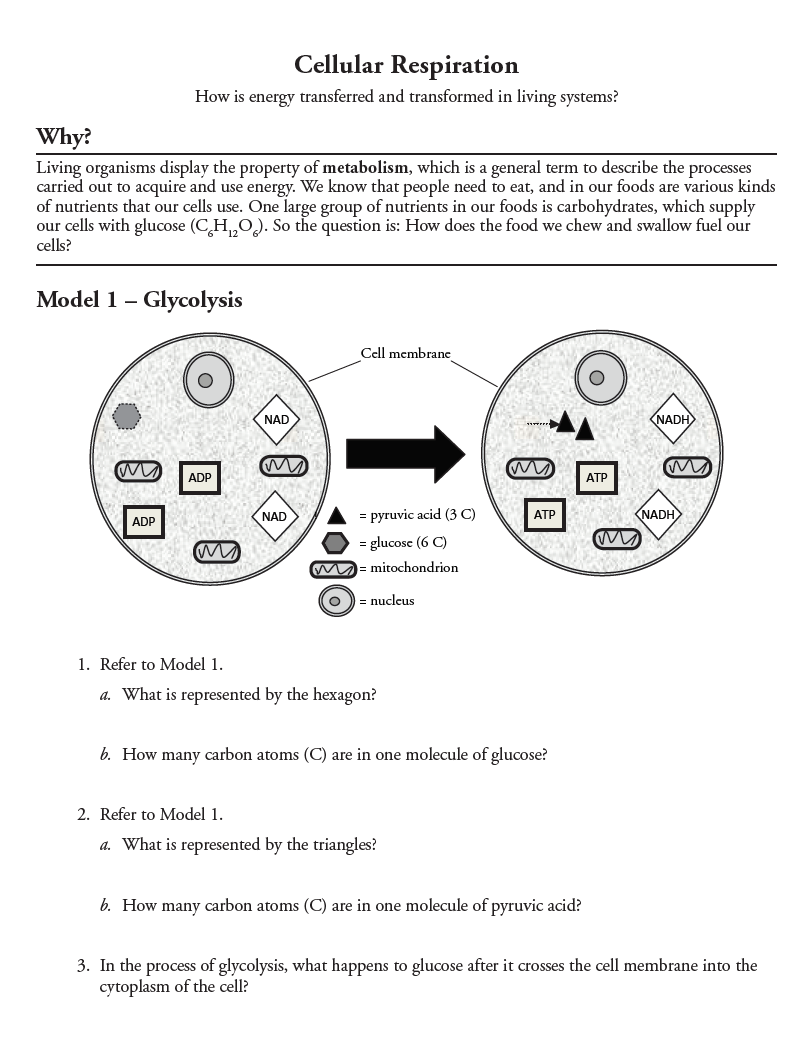 Cellular Respiration
How is energy transferred and transformed in living systems?
Why?
Living organisms display the property of metabolism, which is a general term to describe the processes
carried out to acquire and use energy. We know that people need to eat, and in our foods are various kinds
of nutrients that our cells use. One large group of nutrients in our foods is carbohydrates, which supply
our cells with glucose (C6H12O6). So the question is: How does the food we chew and swallow fuel our
cells?
Model 1 – Glycolysis
Cell membrane
NAD
ADP
ADP
NAD
NADH
ATP
ATP
NADH
= pyruvic acid (3 C)
= glucose (6 C)
= mitochondrion
= nucleus
1. Refer to Model 1.
a. What is represented by the hexagon?
b. How many carbon atoms (C) are in one molecule of glucose?
2. Refer to Model 1.
a. What is represented by the triangles?
b. How many carbon atoms (C) are in one molecule of pyruvic acid?
3. In the process of glycolysis, what happens to glucose after it crosses the cell membrane into the
cytoplasm of the cell?